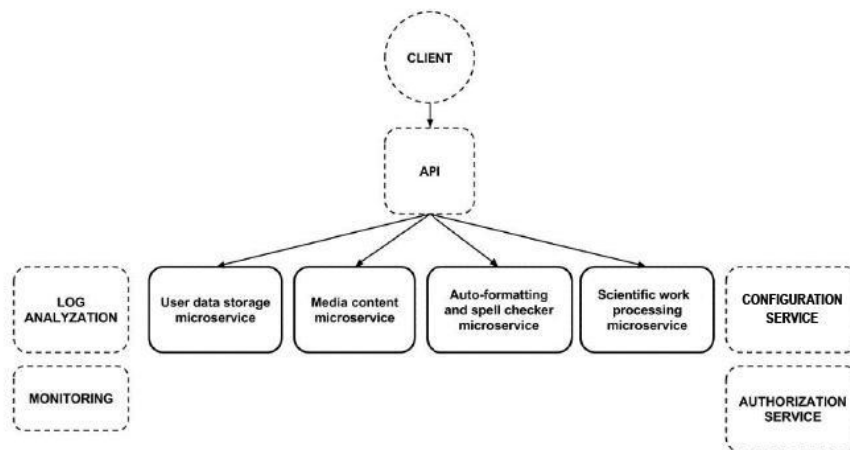 CLIENT
API
LOG
ANALYZATION
User data storage
microservice
Media content
microservice
Auto-formatting
and spell checker
microservice
Scientific work
processing
microservice
CONFIGURATION
SERVICE
MONITORING
AUTHORIZATION
SERVICE